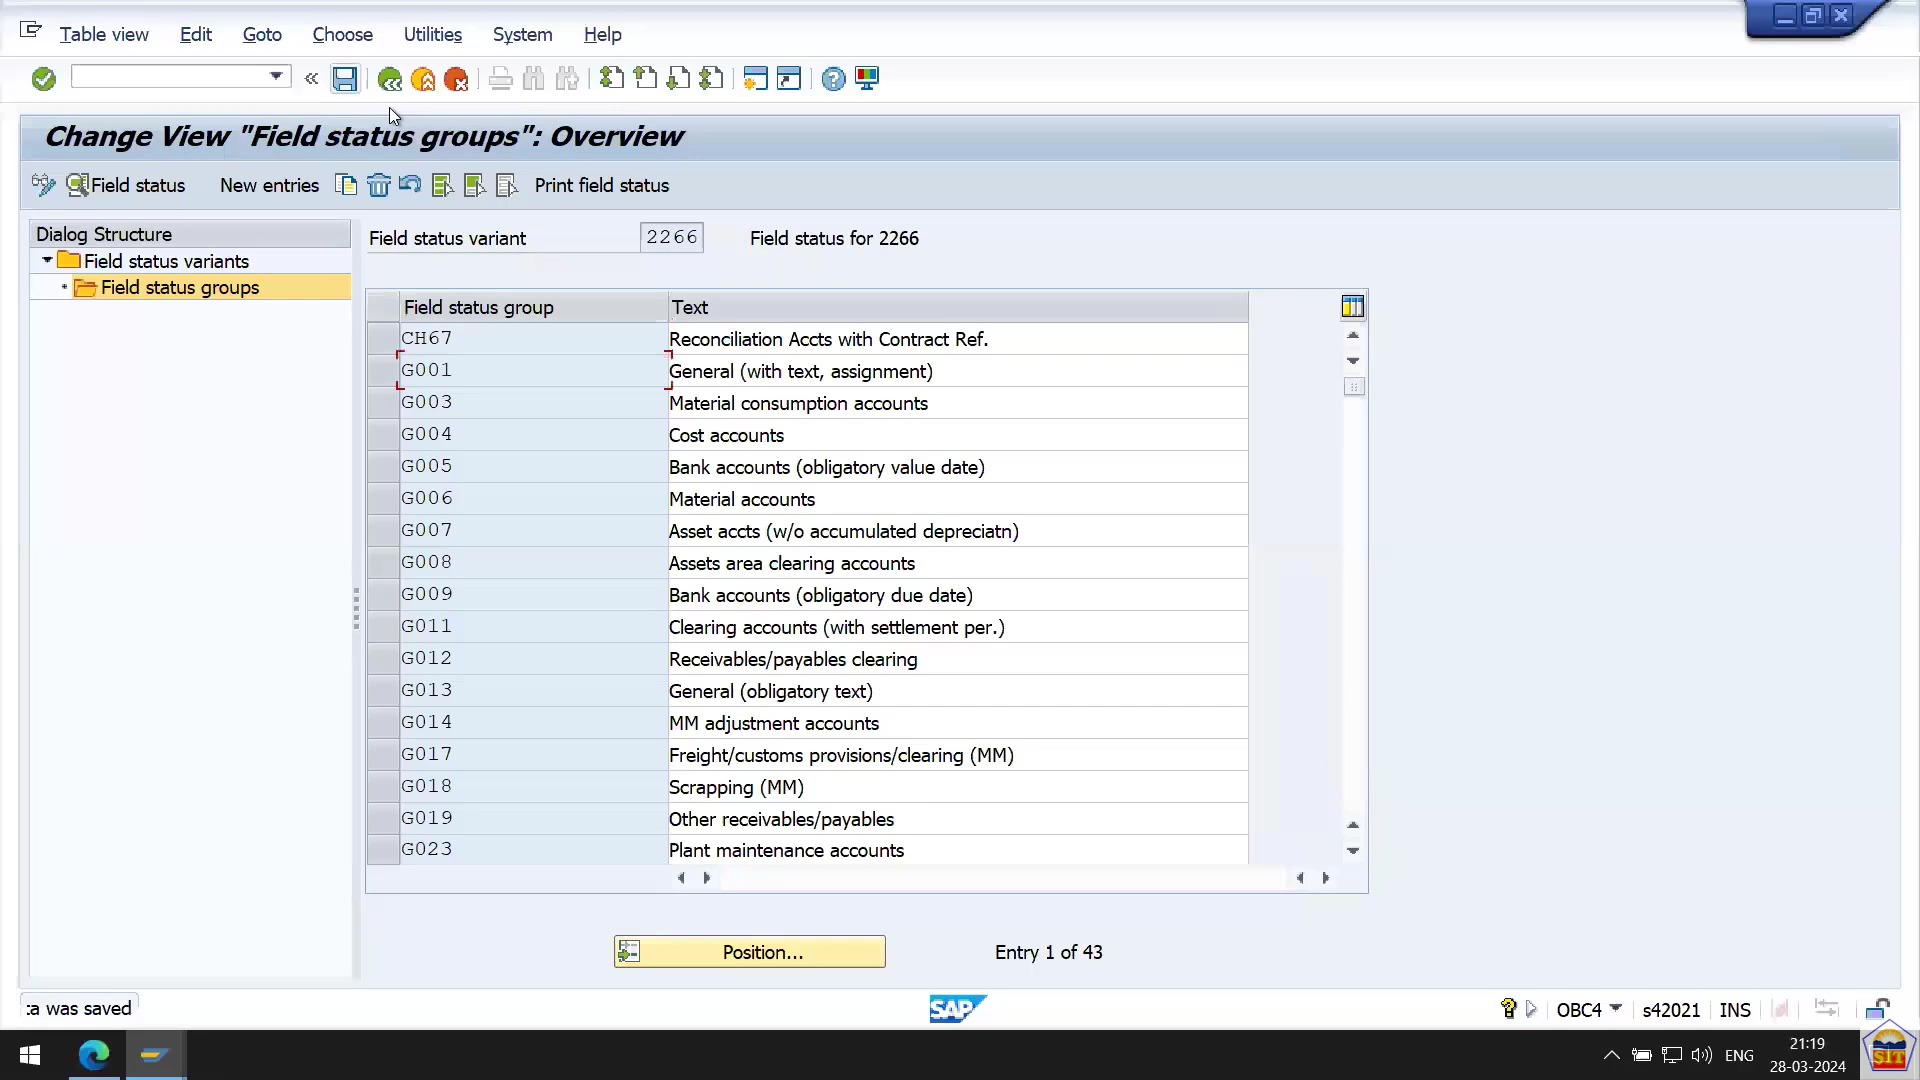 Table view Edit Goto Choose Utilities System Help
Change View "Field status groups": Overview
Field status New entries Print field status
Dialog Structure
Field status variants
Field status groups
Field status variant 2266 Field status for 2266
Field status group Text
CH67 Reconciliation Accts with Contract Ref.
G001 General (with text, assignment)
G003 Material consumption accounts
G004 Cost accounts
G005 Bank accounts (obligatory value date)
G006 Material accounts
G007 Asset accts (w/o accumulated depreciatn)
G008 Assets area clearing accounts
G009 Bank accounts (obligatory due date)
G011 Clearing accounts (with settlement per.)
G012 Receivables/payables clearing
G013 General (obligatory text)
G014 MM adjustment accounts
G017 Freight/customs provisions/clearing (MM)
G018 Scrapping (MM)
G019 Other receivables/payables
G023 Plant maintenance accounts
Position... Entry 1 of 43
ta was saved SAP OBC4 s42021 INS
ENG 21:19
28-03-2024
SIT